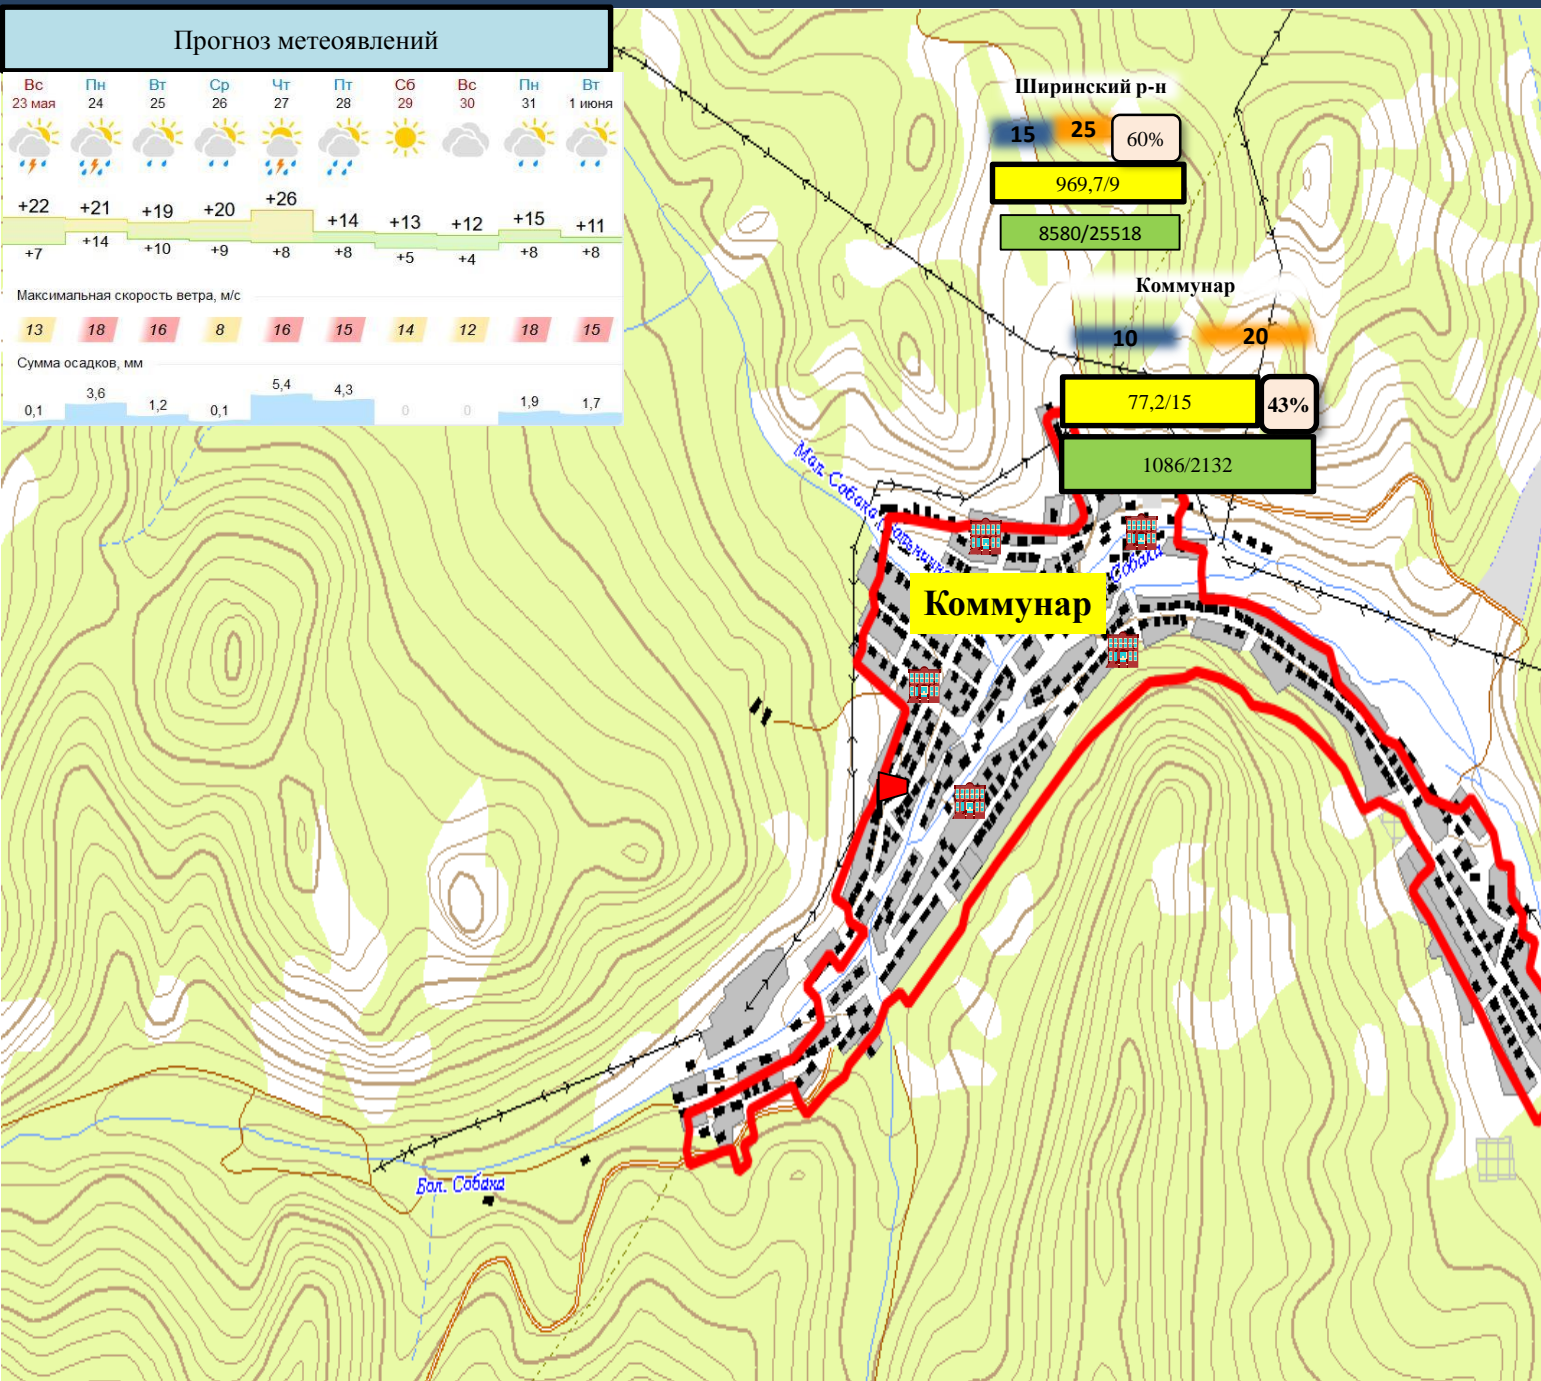 Прогноз метеоявлений
Вс Пн Вт Ср Чт Пт Сб Вс Пн Вт
23 мая 24 25 26 27 28 29 30 31 1 июня
+22 +21 +19 +20 +26 +14 +13 +12 +15 +11
+7 +14 +10 +9 +8 +8 +5 +4 +8 +8
Максимальная скорость ветра, м/с
13 18 16 8 16 15 14 12 18 15
Сумма осадков, мм
0,1 3,6 1,2 0,1 5,4 4,3 0 0 1,9 1,7
Ширинский р-н
15 25 60%
969,7/9
8580/25518
Коммунар
10 20
77,2/15 43%
1086/2132
Мал. Собака
Собака
Коммунар
Бол. Собака